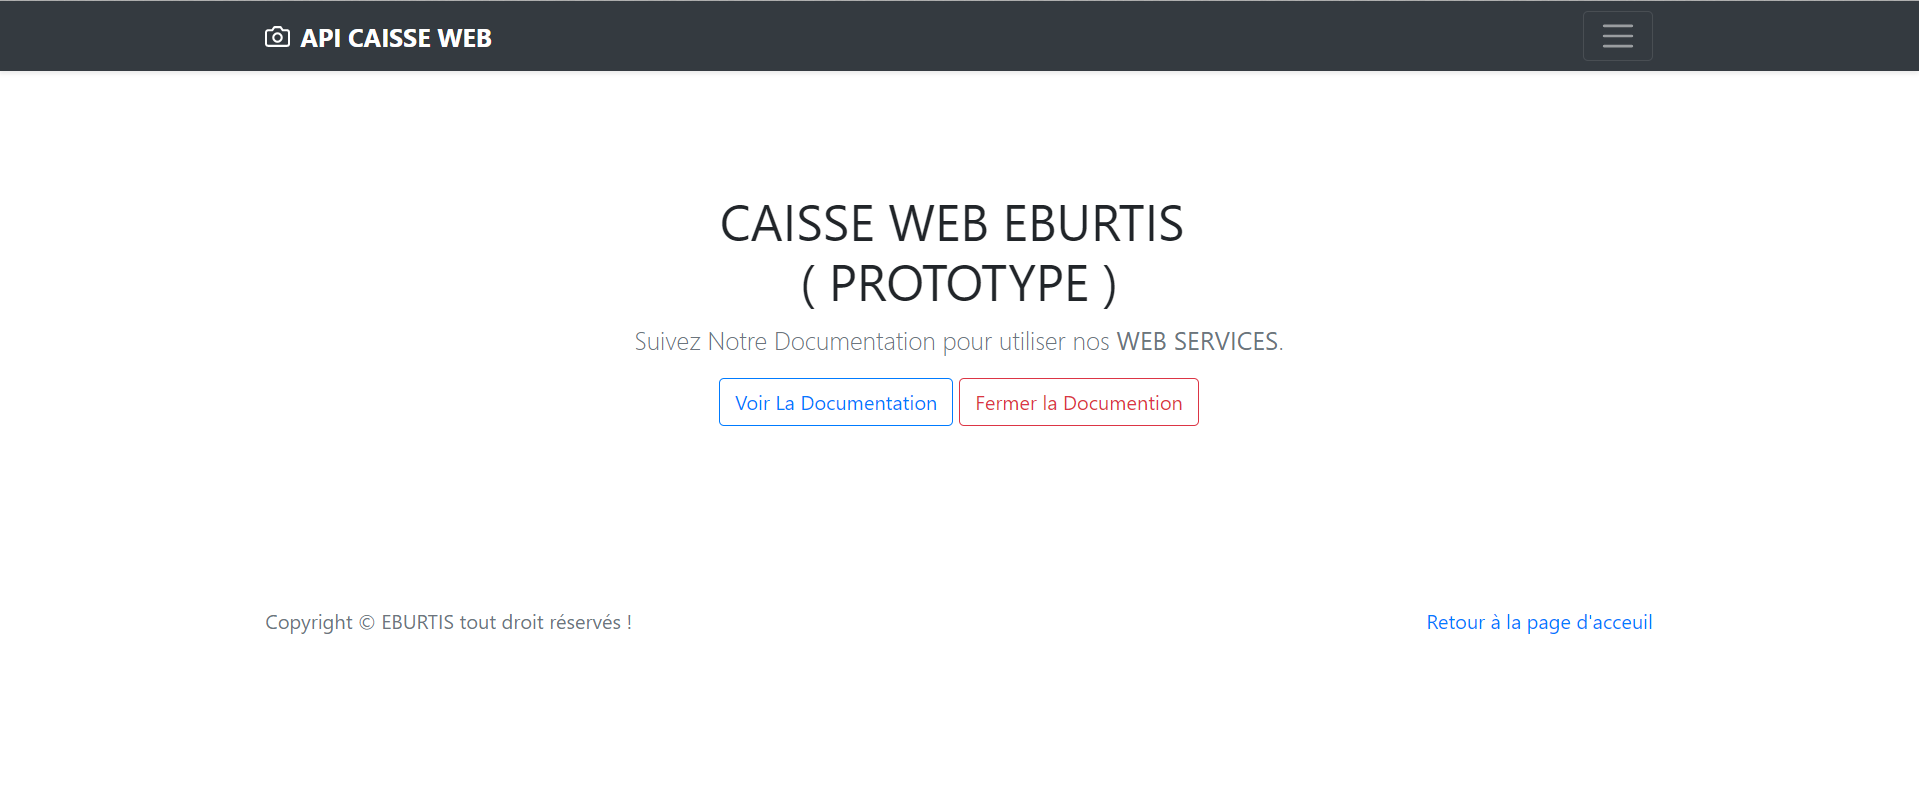 API CAISSE WEB
CAISSE WEB EBURTIS
( PROTOTYPE )
Suivez Notre Documentation pour utiliser nos WEB SERVICES.
Voir La Documentation
Fermer la Documention
Copyright © EBURTIS tout droit réservés !
Retour à la page d'acceuil